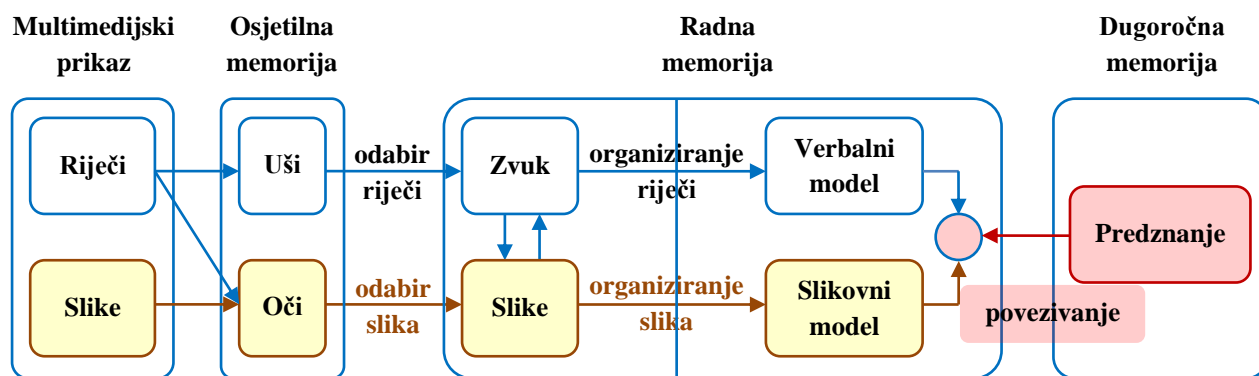 Multimedijski
prikaz
Osjetilna
memorija
Radna
memorija
Dugoročna
memorija
Riječi
Uši
odabir
riječi
Zvuk
organiziranje
riječi
Verbalni
model
Predznanje
Slike
Oči
odabir
slika
Slike
organiziranje
slika
Slikovni
model
povezivanje